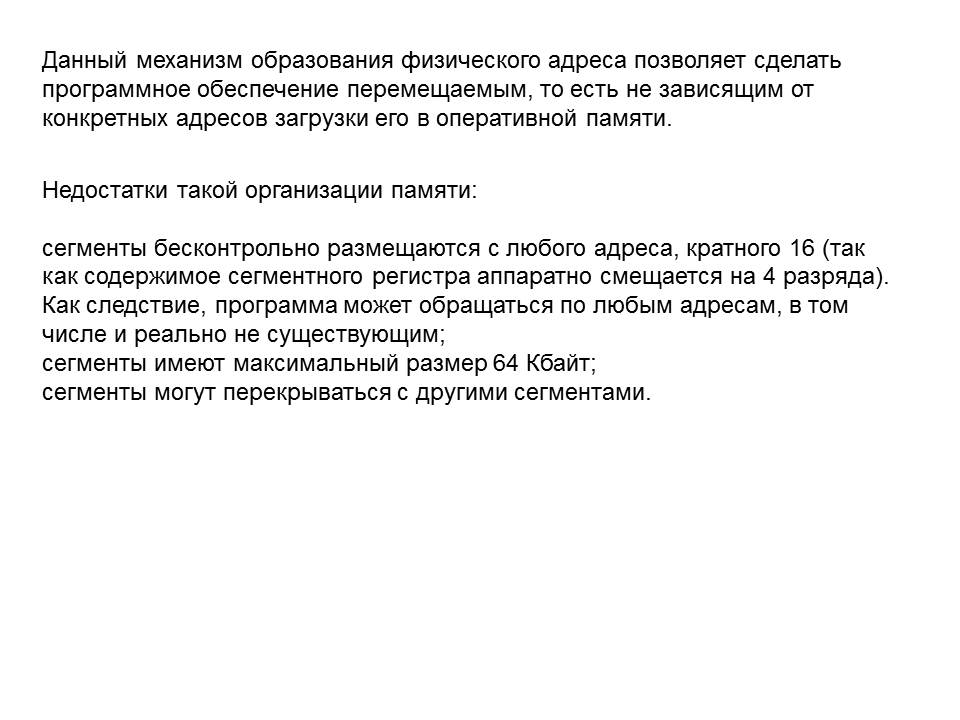 Данный механизм образования физического адреса позволяет сделать
программное обеспечение перемещаемым, то есть не зависящим от
конкретных адресов загрузки его в оперативной памяти.
Недостатки такой организации памяти:
сегменты бесконтрольно размещаются с любого адреса, кратного 16 (так
как содержимое сегментного регистра аппаратно смещается на 4 разряда).
Как следствие, программа может обращаться по любым адресам, в том
числе и реально не существующим;
сегменты имеют максимальный размер 64 Кбайт;
сегменты могут перекрываться с другими сегментами.